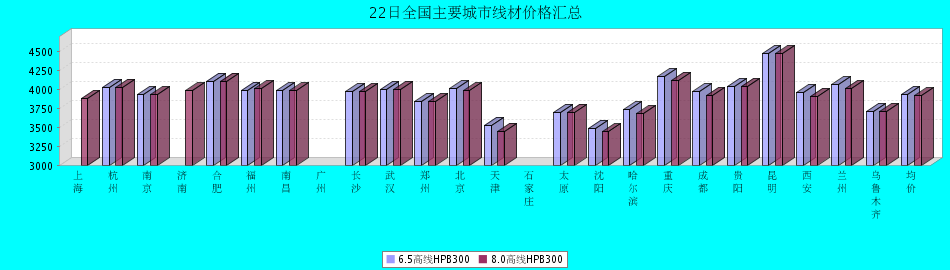 22日全国主要城市线材价格汇总
4500
4250
4000
3750
3500
3250
3000
上海 杭州 南京 济南 合肥 福州 南昌 广州 长沙 武汉 郑州 北京 天津 石家庄 太原 沈阳 哈尔滨 重庆 成都 贵阳 昆明 西安 兰州 乌鲁木齐 均价
6.5高线HPB300 8.0高线HPB300